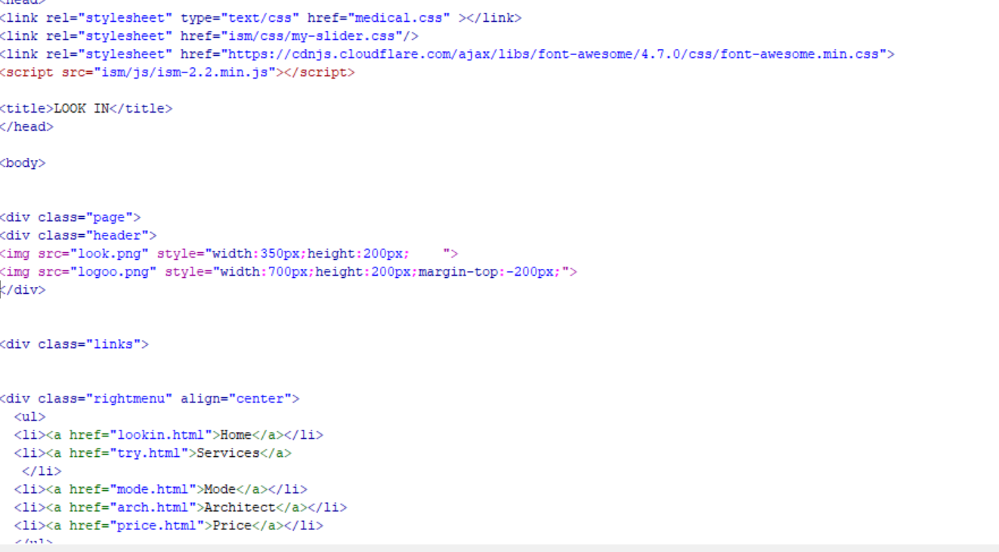 <head>
<link rel="stylesheet" type="text/css" href="medical.css" ></link>
<link rel="stylesheet" href="ism/css/my-slider.css"/>
<link rel="stylesheet" href="https://cdnjs.cloudflare.com/ajax/libs/font-awesome/4.7.0/css/font-awesome.min.css">
<script src="ism/js/ism-2.2.min.js"></script>
<title>LOOK IN</title>
</head>
<body>
<div class="page">
<div class="header">
<img src="look.png" style="width:350px;height:200px;    ">
<img src="logoo.png" style="width:700px;height:200px;margin-top:-200px;">
</div>
<div class="links">
<div class="rightmenu" align="center">
<ul>
<li><a href="lookin.html">Home</a></li>
<li><a href="try.html">Services</a>
</li>
<li><a href="mode.html">Mode</a></li>
<li><a href="arch.html">Architect</a></li>
<li><a href="price.html">Price</a></li>
</ul>